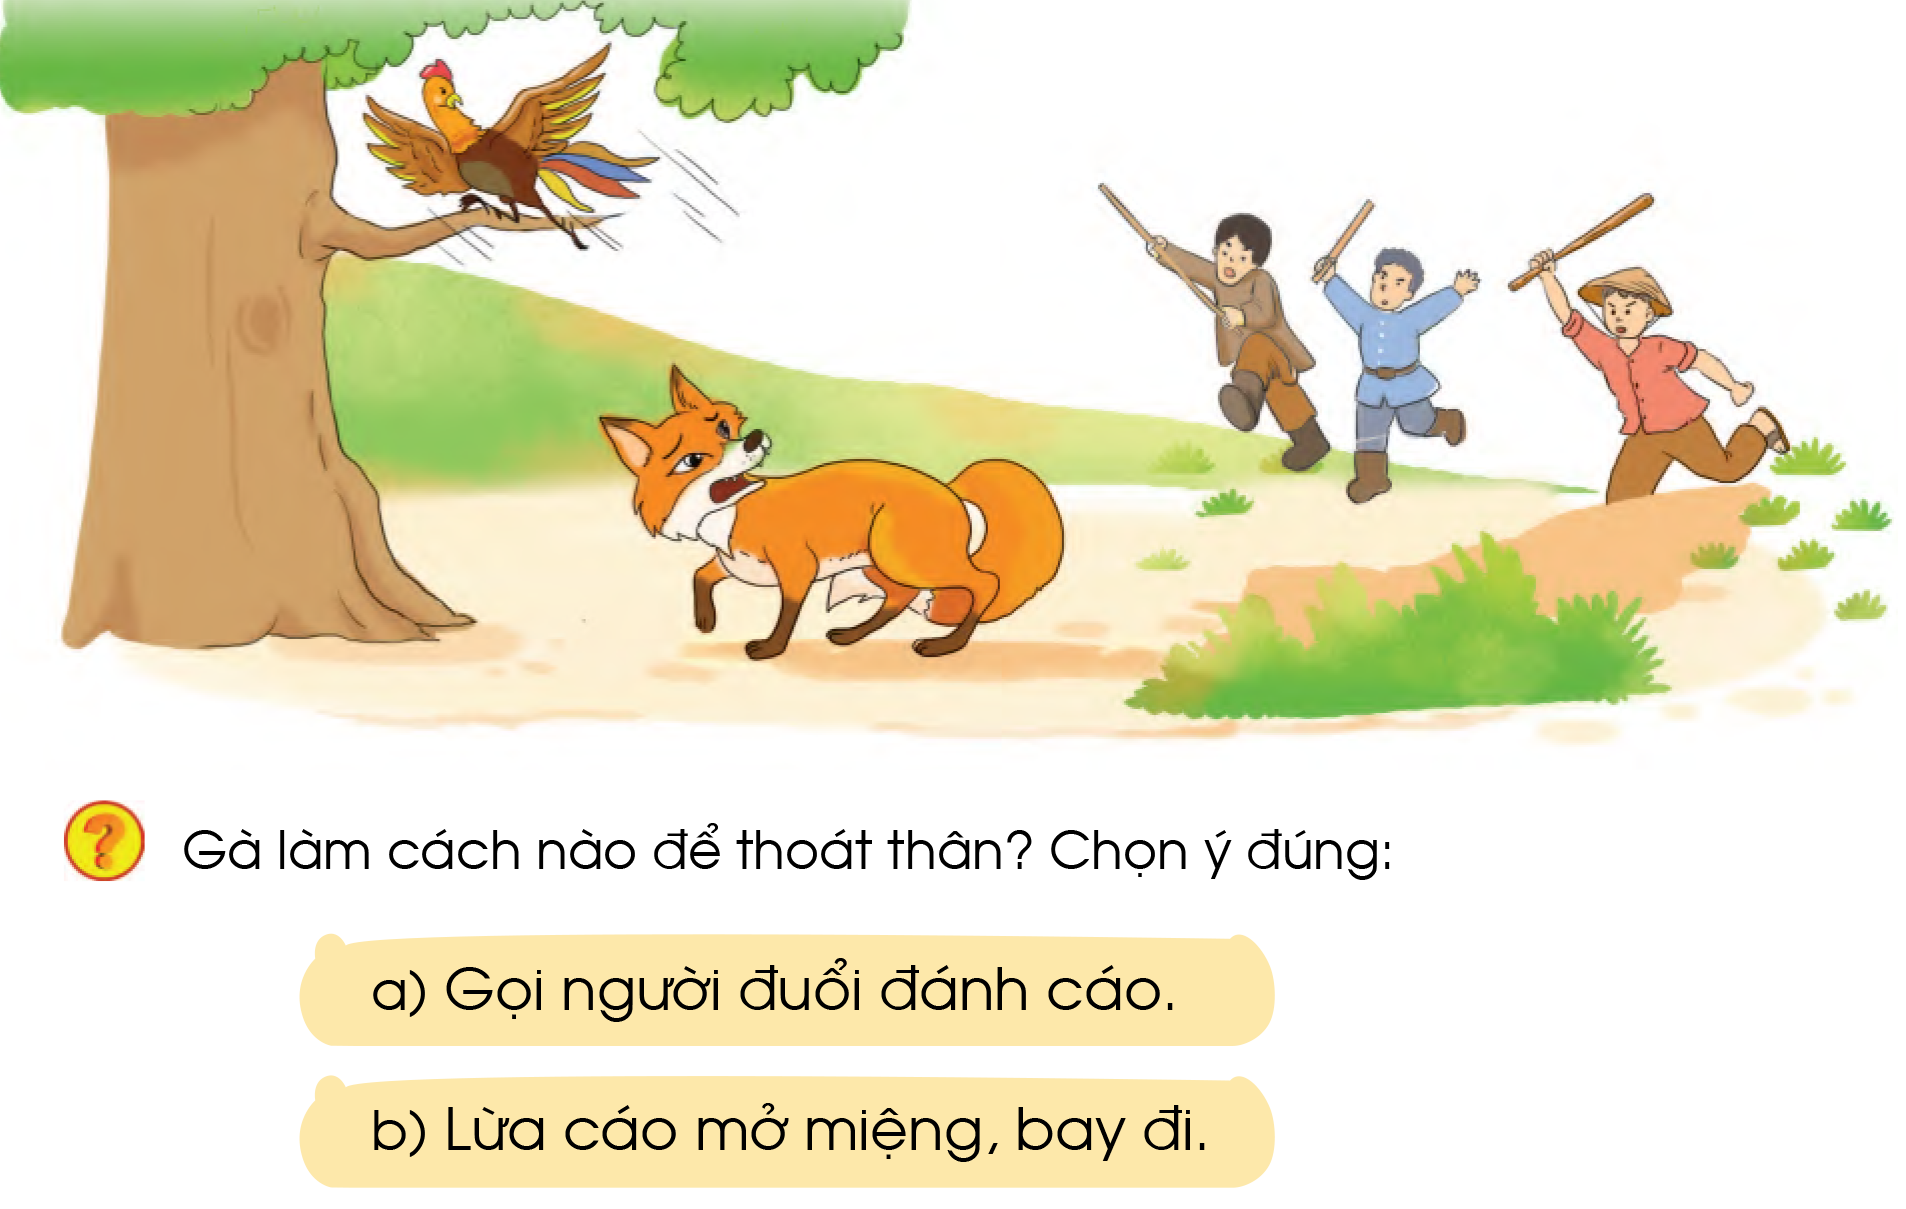 ?
Gà làm cách nào để thoát thân? Chọn ý đúng:
a) Gọi người đuổi đánh cáo.
b) Lừa cáo mở miệng, bay đi.